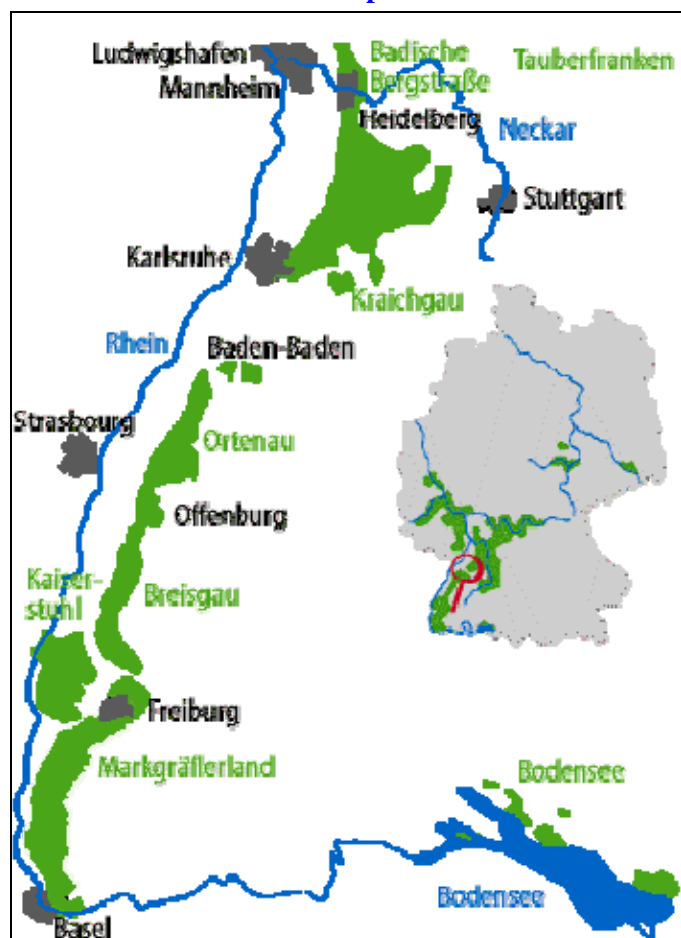 Ludwigshafen
Mannheim
Badische
Bergstraße
Tauberfranken
Heidelberg
Neckar
Stuttgart
Karlsruhe
Kraichgau
Rhein
Baden-Baden
Strasbourg
Ortenau
Offenburg
Kaiser-
stuhl
Breisgau
Freiburg
Markgräflerland
Bodensee
Bodensee
Basel